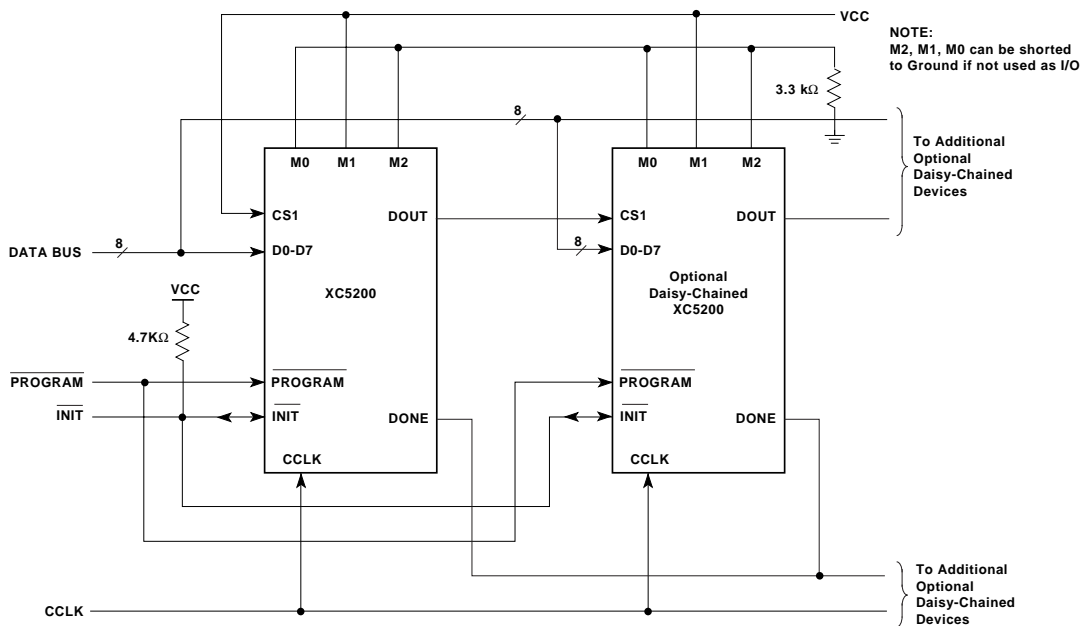 VCC
NOTE:
M2, M1, M0 can be shorted
to Ground if not used as I/O
3.3 kΩ
8
M0 M1 M2
M0 M1 M2
To Additional
Optional
Daisy-Chained
Devices
CS1
DOUT
CS1
DOUT
DATA BUS
8
D0-D7
8
D0-D7
VCC
XC5200
Optional
Daisy-Chained
XC5200
4.7KΩ
PROGRAM
PROGRAM
PROGRAM
INIT
INIT
DONE
INIT
DONE
CCLK
CCLK
To Additional
Optional
Daisy-Chained
Devices
CCLK